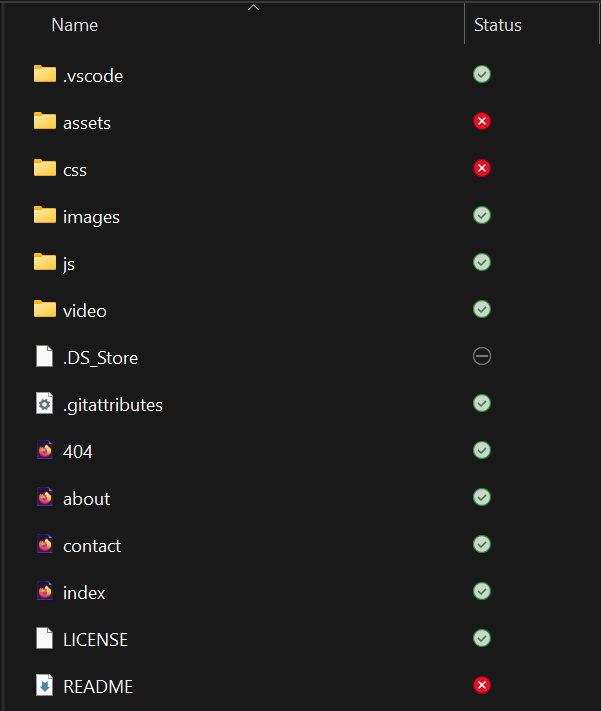 Name Status
.vscode
assets
css
images
js
video
.DS_Store
.gitattributes
404
about
contact
index
LICENSE
README